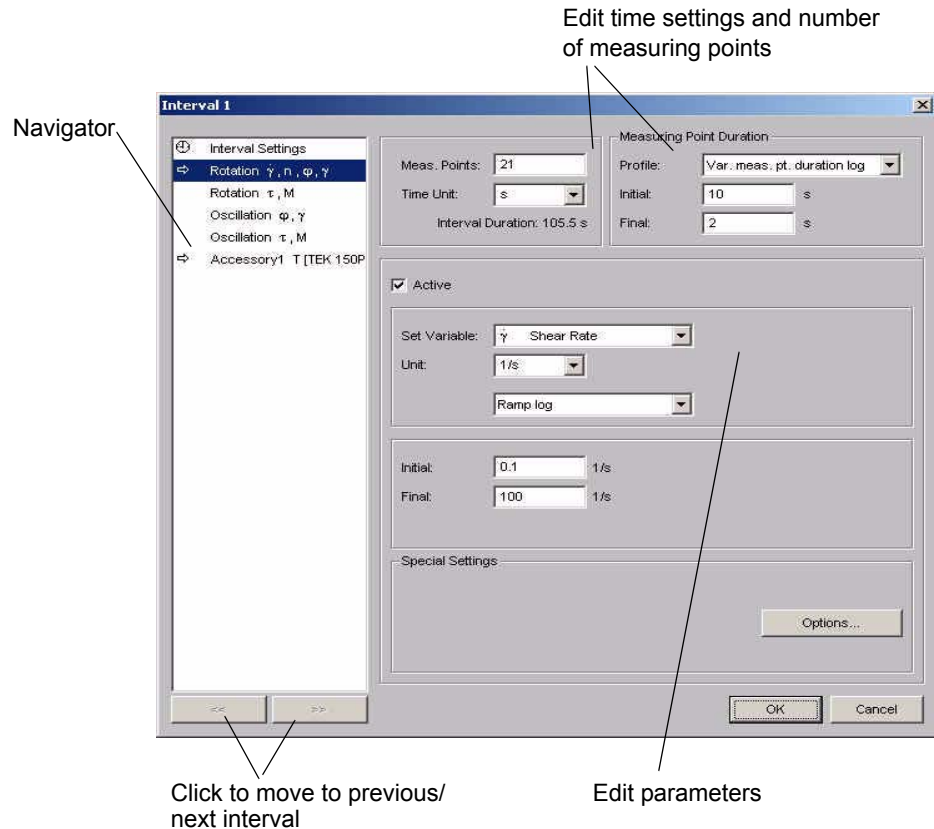 Edit time settings and number
of measuring points
Navigator
Interval 1
Interval Settings
Rotation γ̇, n, φ, γ
Rotation τ, M
Oscillation φ, γ
Oscillation τ, M
Accessory1 T [TEK 150P
Meas. Points: 21
Time Unit: s
Interval Duration: 105.5 s
Measuring Point Duration
Profile: Var. meas. pt. duration log
Initial: 10 s
Final: 2 s
Active
Set Variable: γ̇ Shear Rate
Unit: 1/s
Ramp log
Initial: 0.1 1/s
Final: 100 1/s
Special Settings
Options...
<< >>
OK Cancel
Click to move to previous/
next interval
Edit parameters